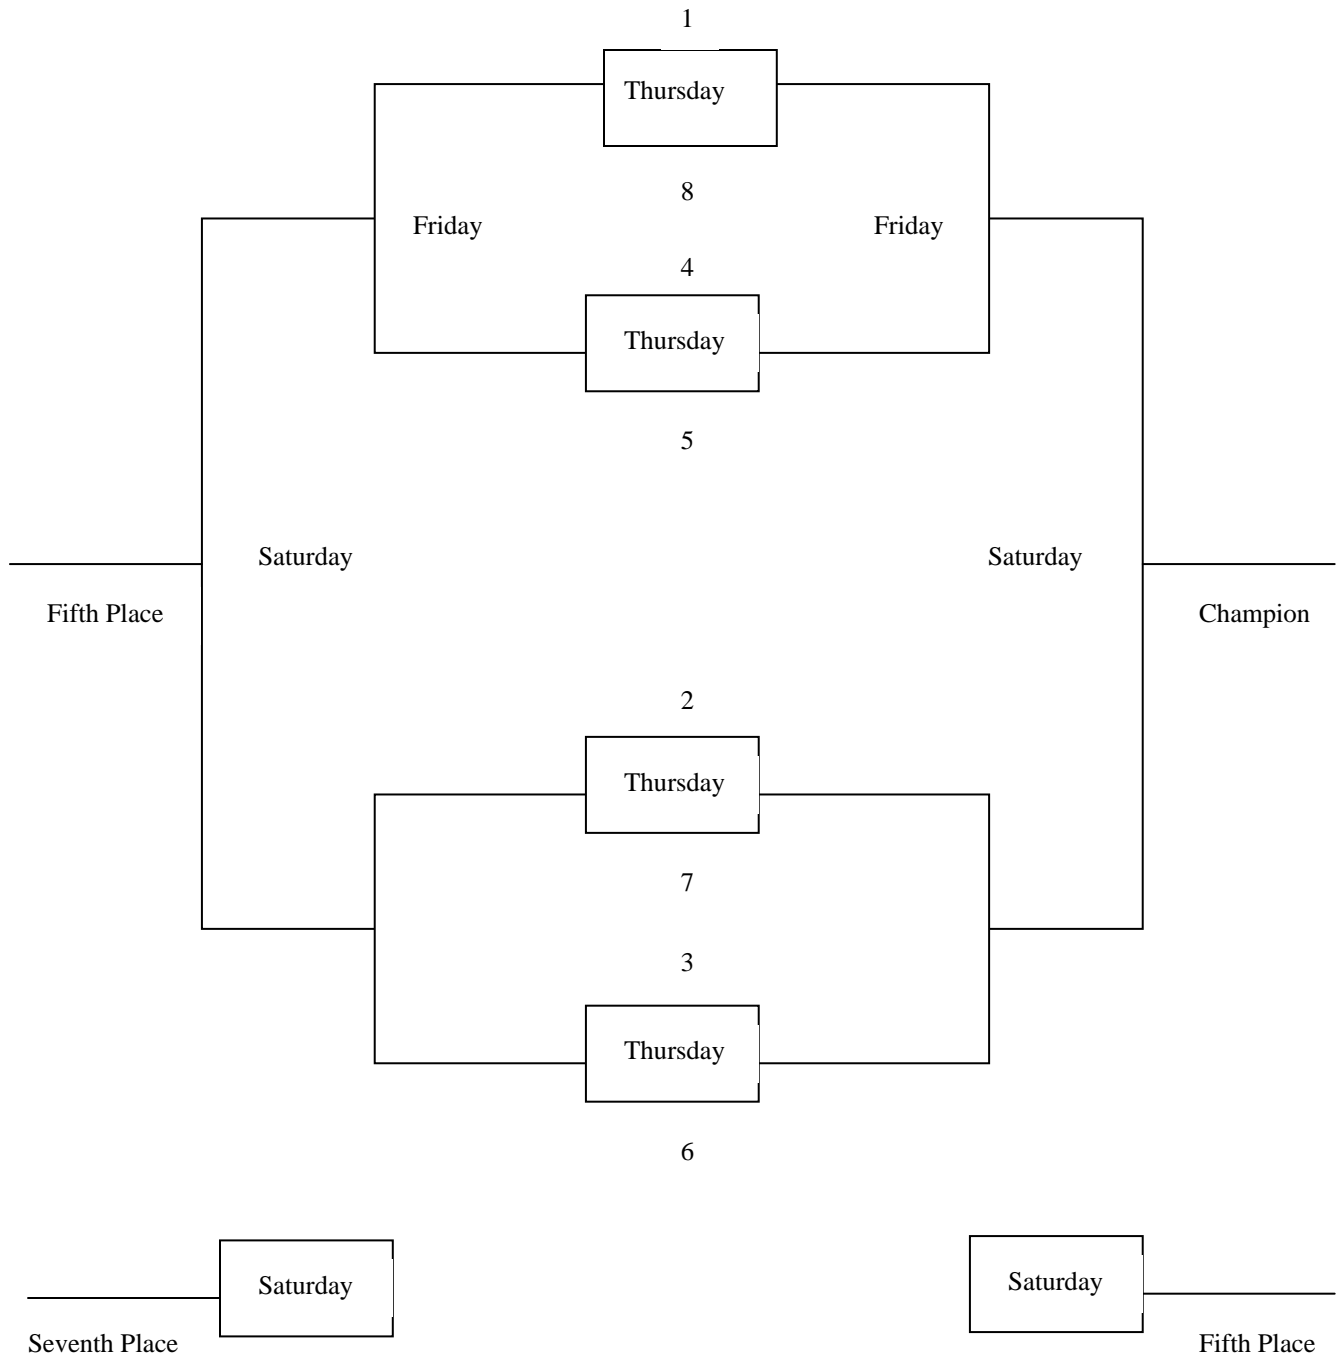 1
Thursday
8
Friday Friday
4
Thursday
5
Saturday Saturday
Fifth Place Champion
2
Thursday
7
3
Thursday
6
Saturday Saturday
Seventh Place Fifth Place